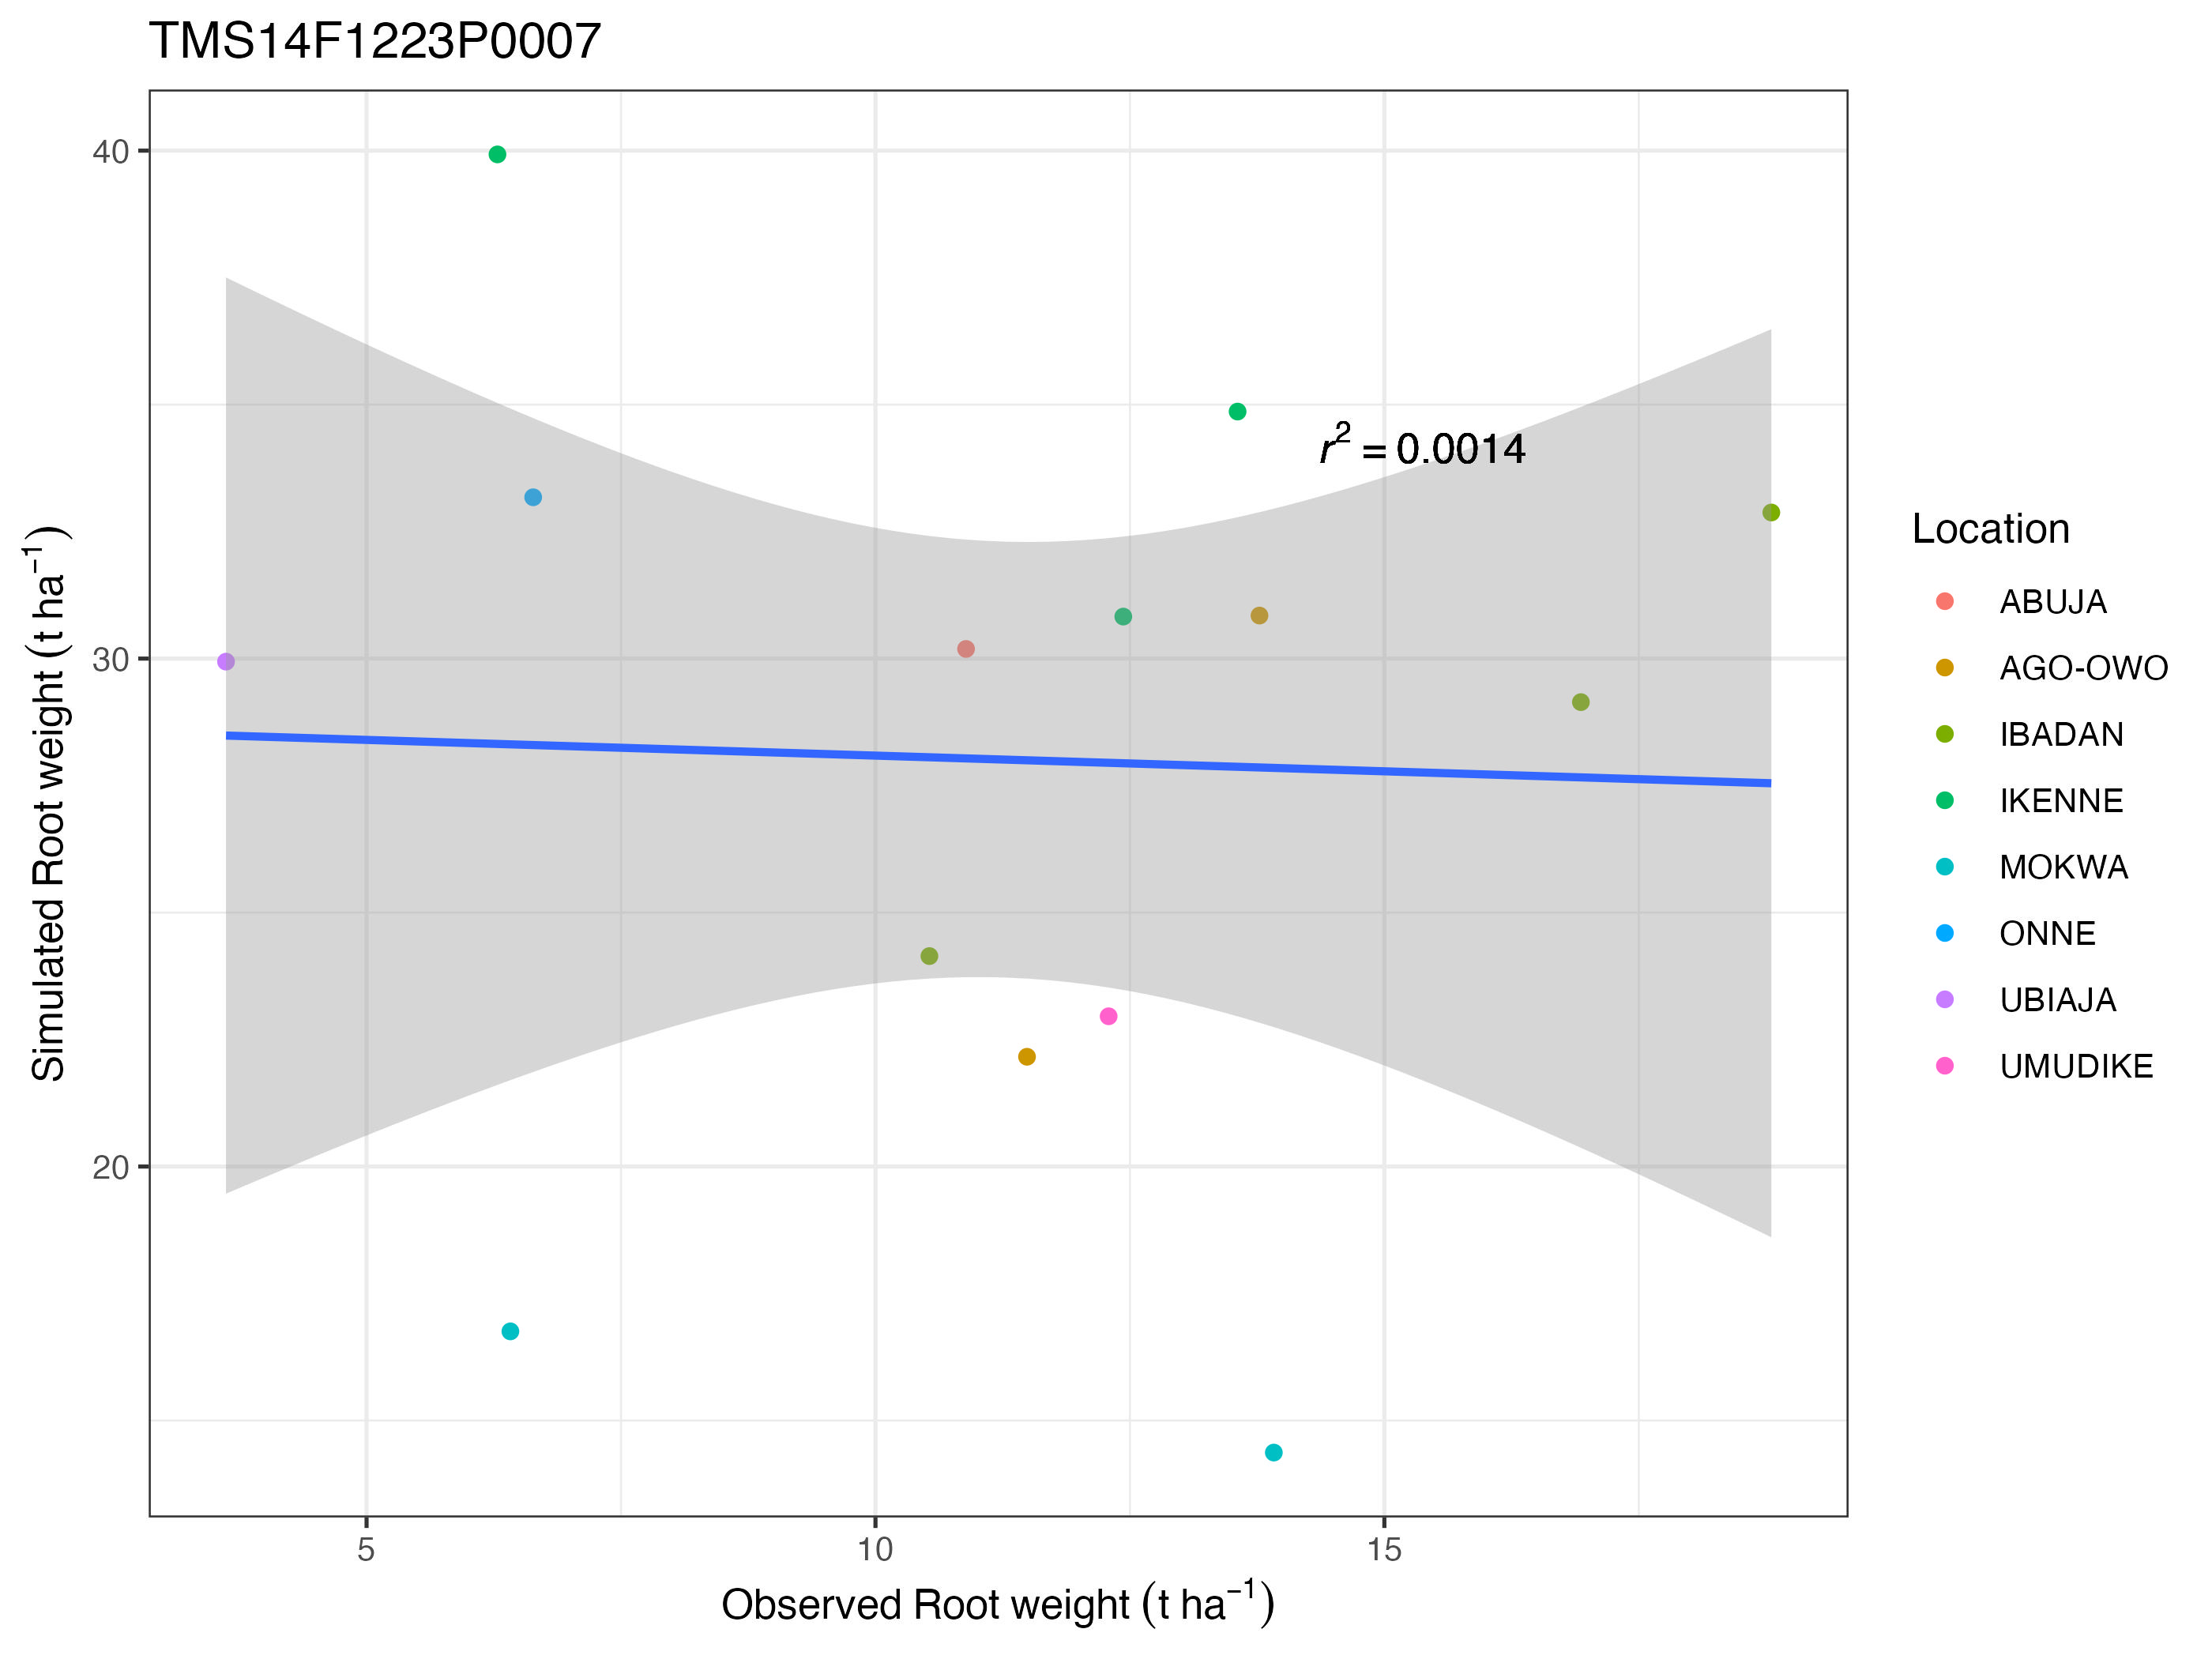 TMS14F1223P0007
40
30
20
Simulated Root weight (t ha⁻¹)
r² = 0.0014
5 10 15
Observed Root weight (t ha⁻¹)
Location
ABUJA
AGO-OWO
IBADAN
IKENNE
MOKWA
ONNE
UBIAJA
UMUDIKE